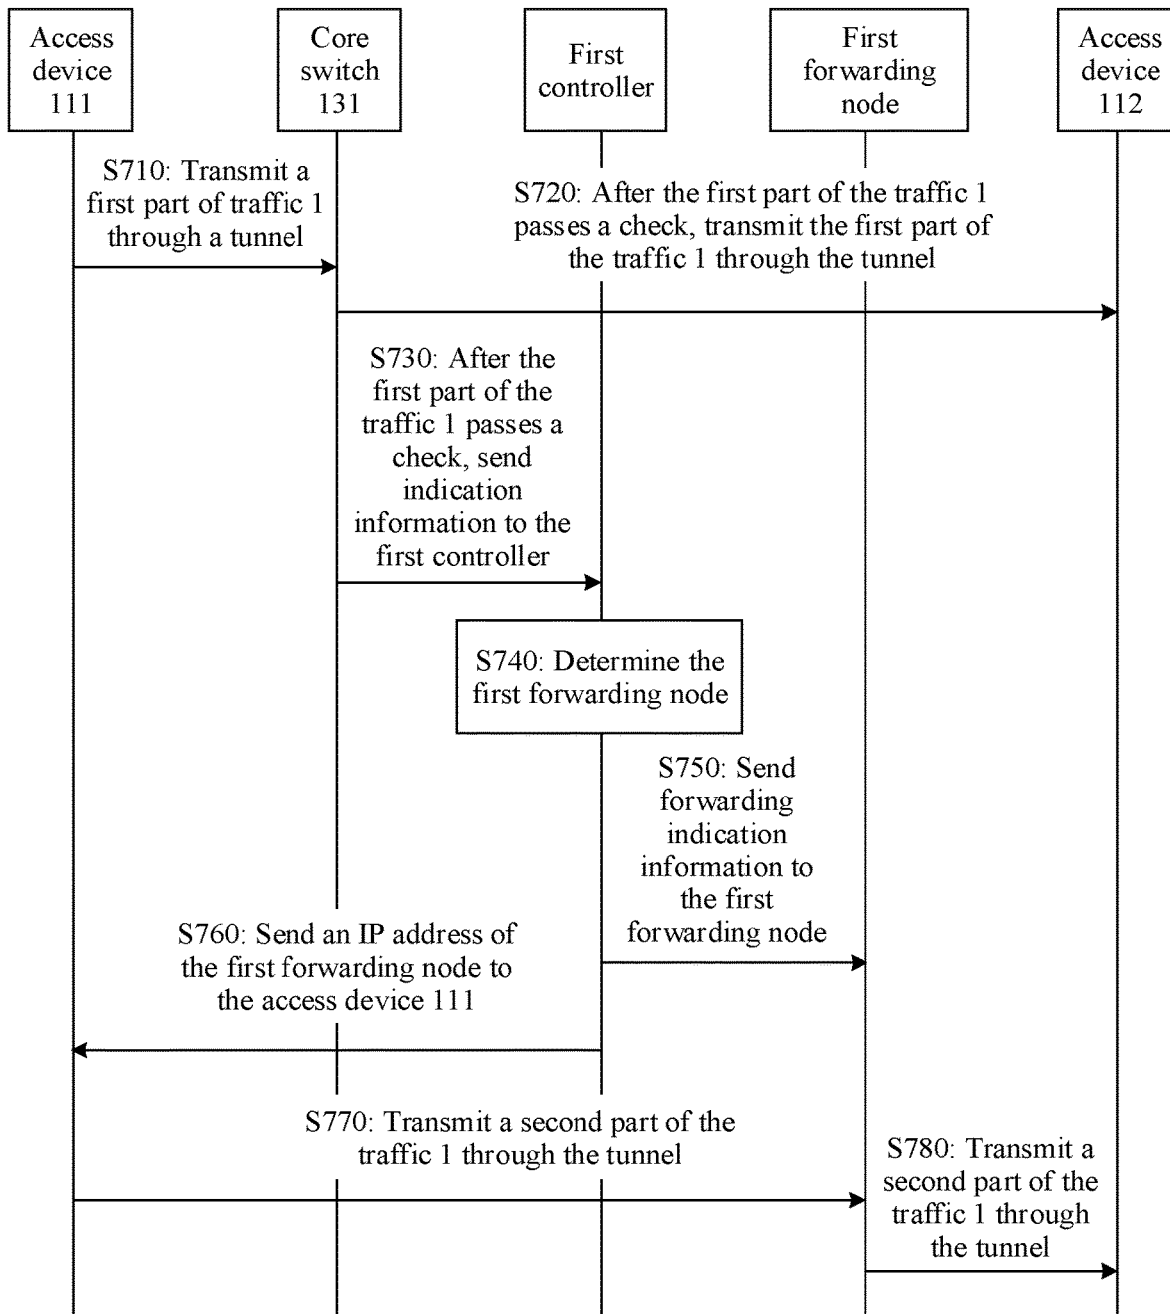 Access
device
111
Core
switch
131
First
controller
First
forwarding
node
Access
device
112
S710: Transmit a
first part of traffic 1
through a tunnel
S720: After the first part of the traffic 1
passes a check, transmit the first part of
the traffic 1 through the tunnel
S730: After the
first part of the
traffic 1 passes a
check, send
indication
information to the
first controller
S740: Determine the
first forwarding node
S750: Send
forwarding
indication
information to
the first
forwarding node
S760: Send an IP address of
the first forwarding node to
the access device 111
S770: Transmit a second part of the
traffic 1 through the tunnel
S780: Transmit a
second part of the
traffic 1 through
the tunnel